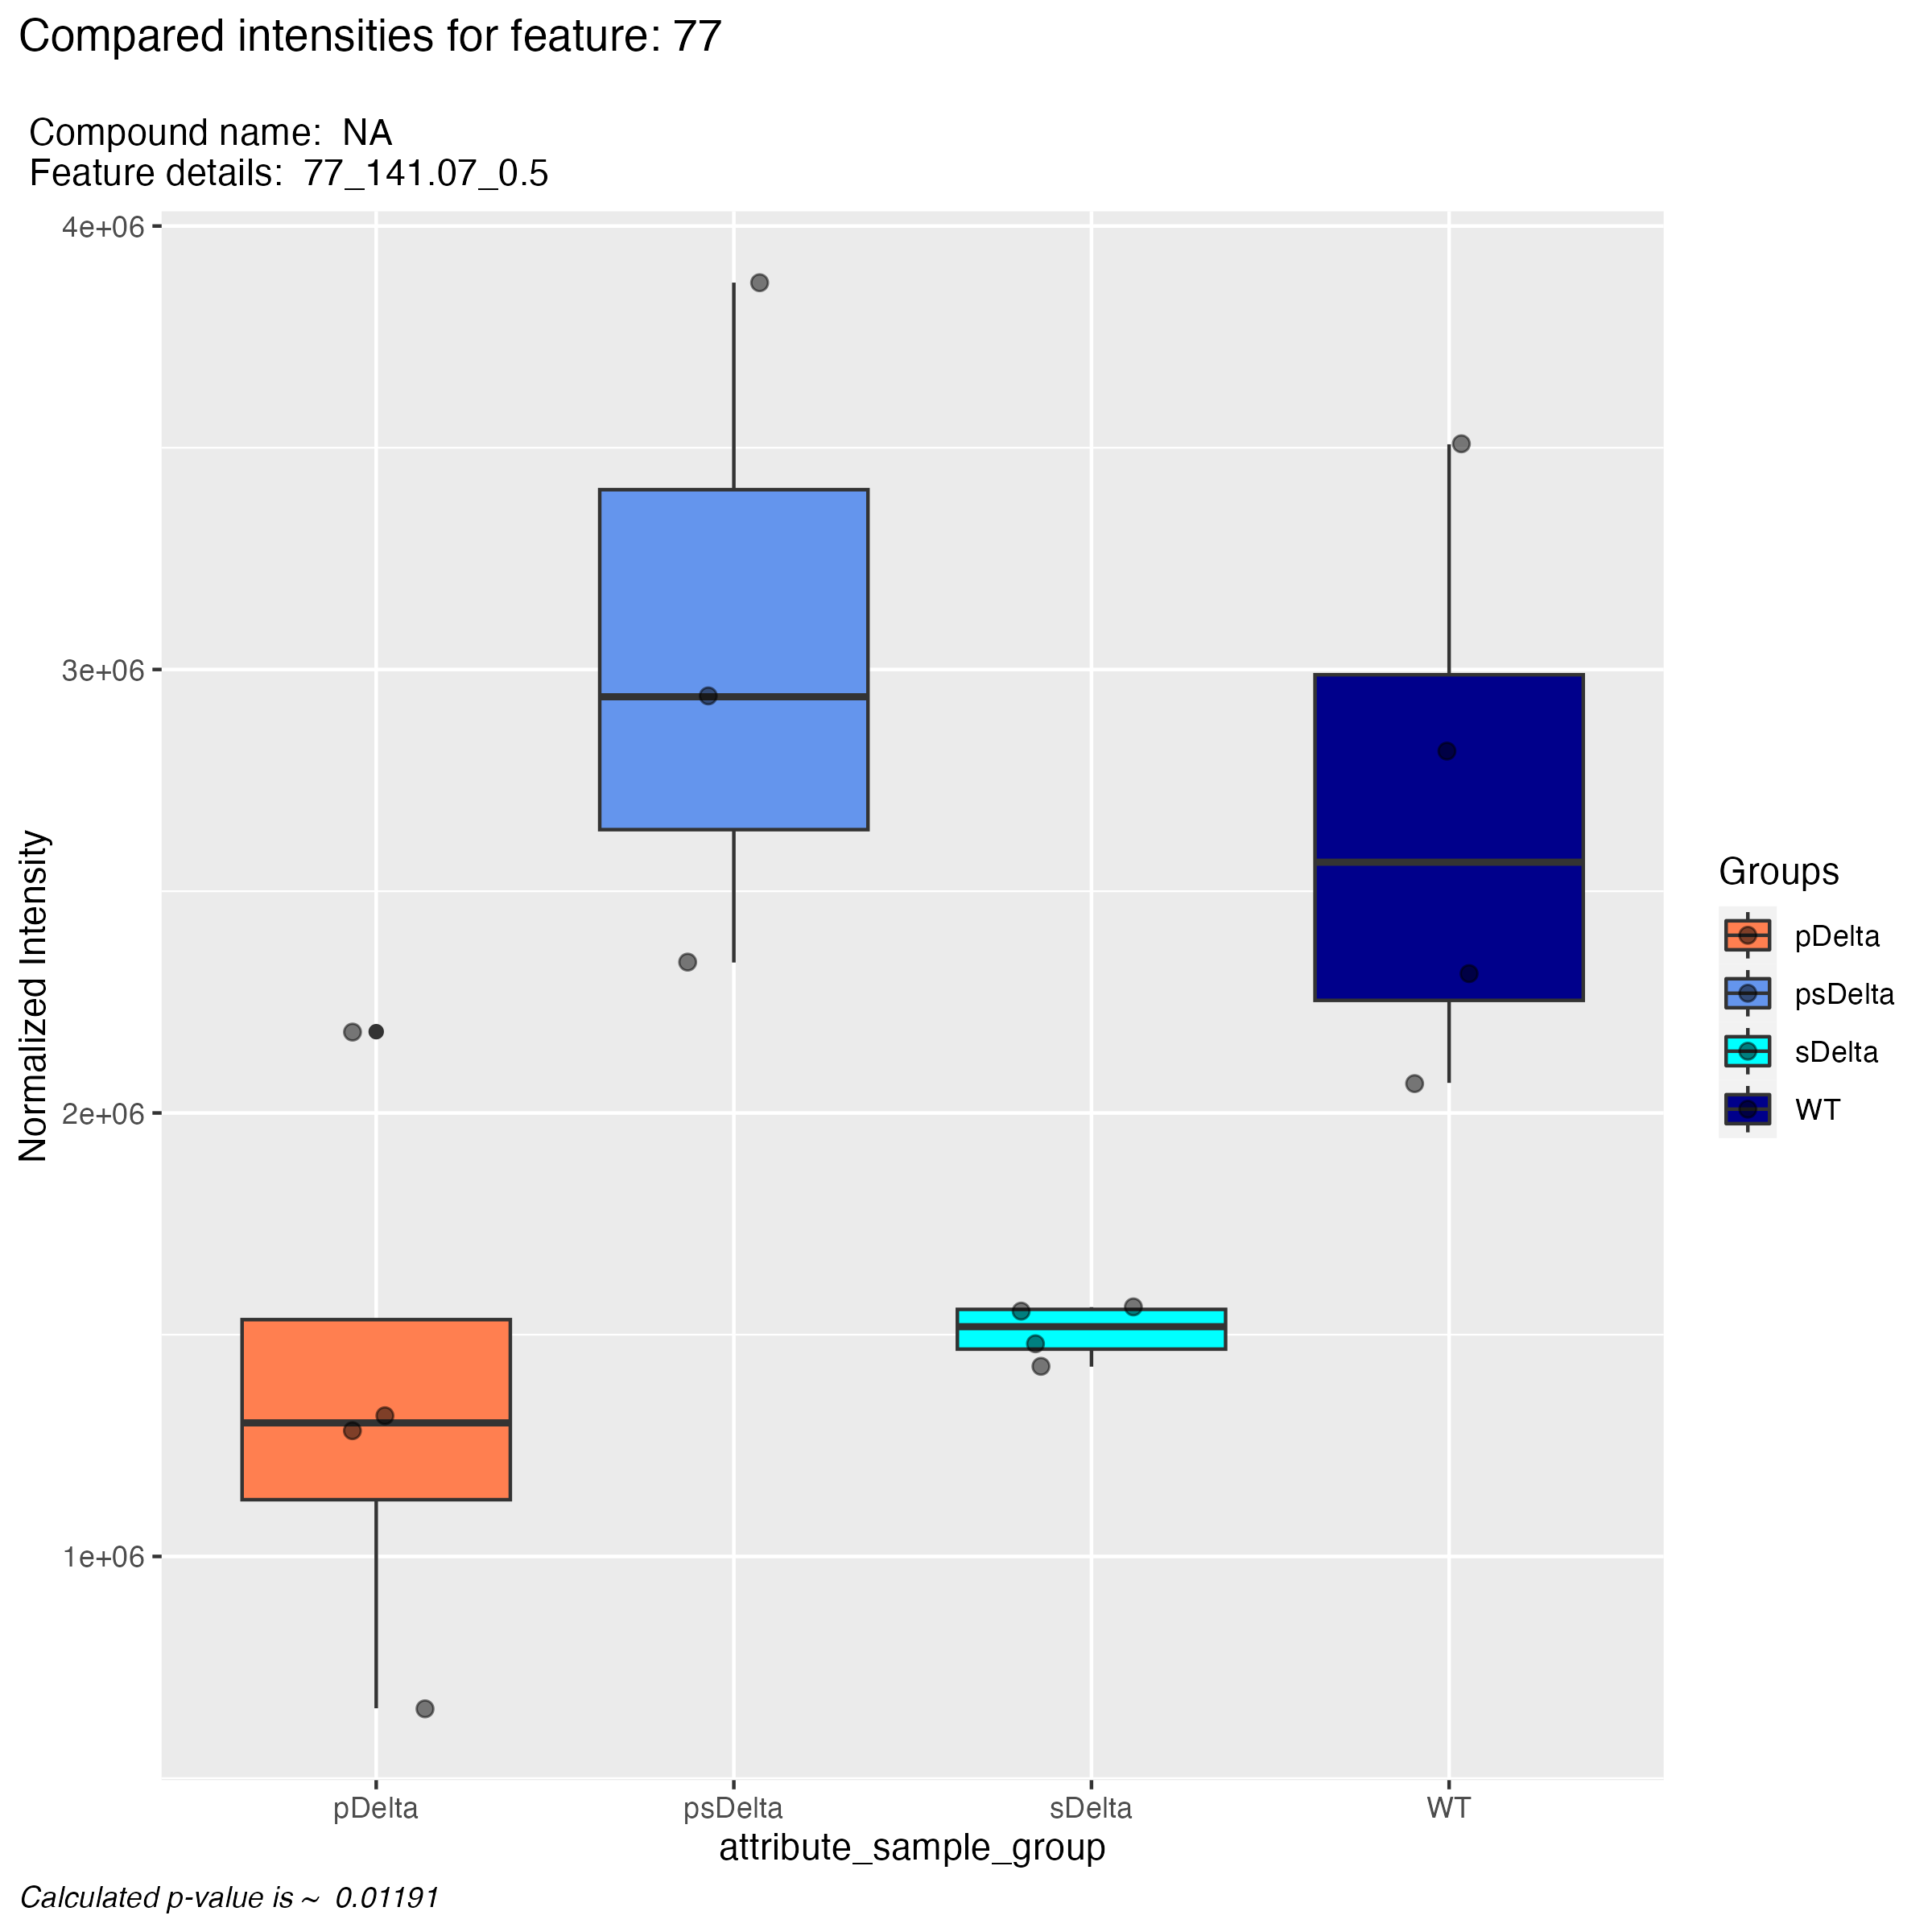 Compared intensities for feature: 77
Compound name:  NA
Feature details:  77_141.07_0.5
4e+06
3e+06
2e+06
1e+06
Normalized Intensity
pDelta
psDelta
sDelta
WT
attribute_sample_group
Groups
pDelta
psDelta
sDelta
WT
Calculated p-value is ~  0.01191